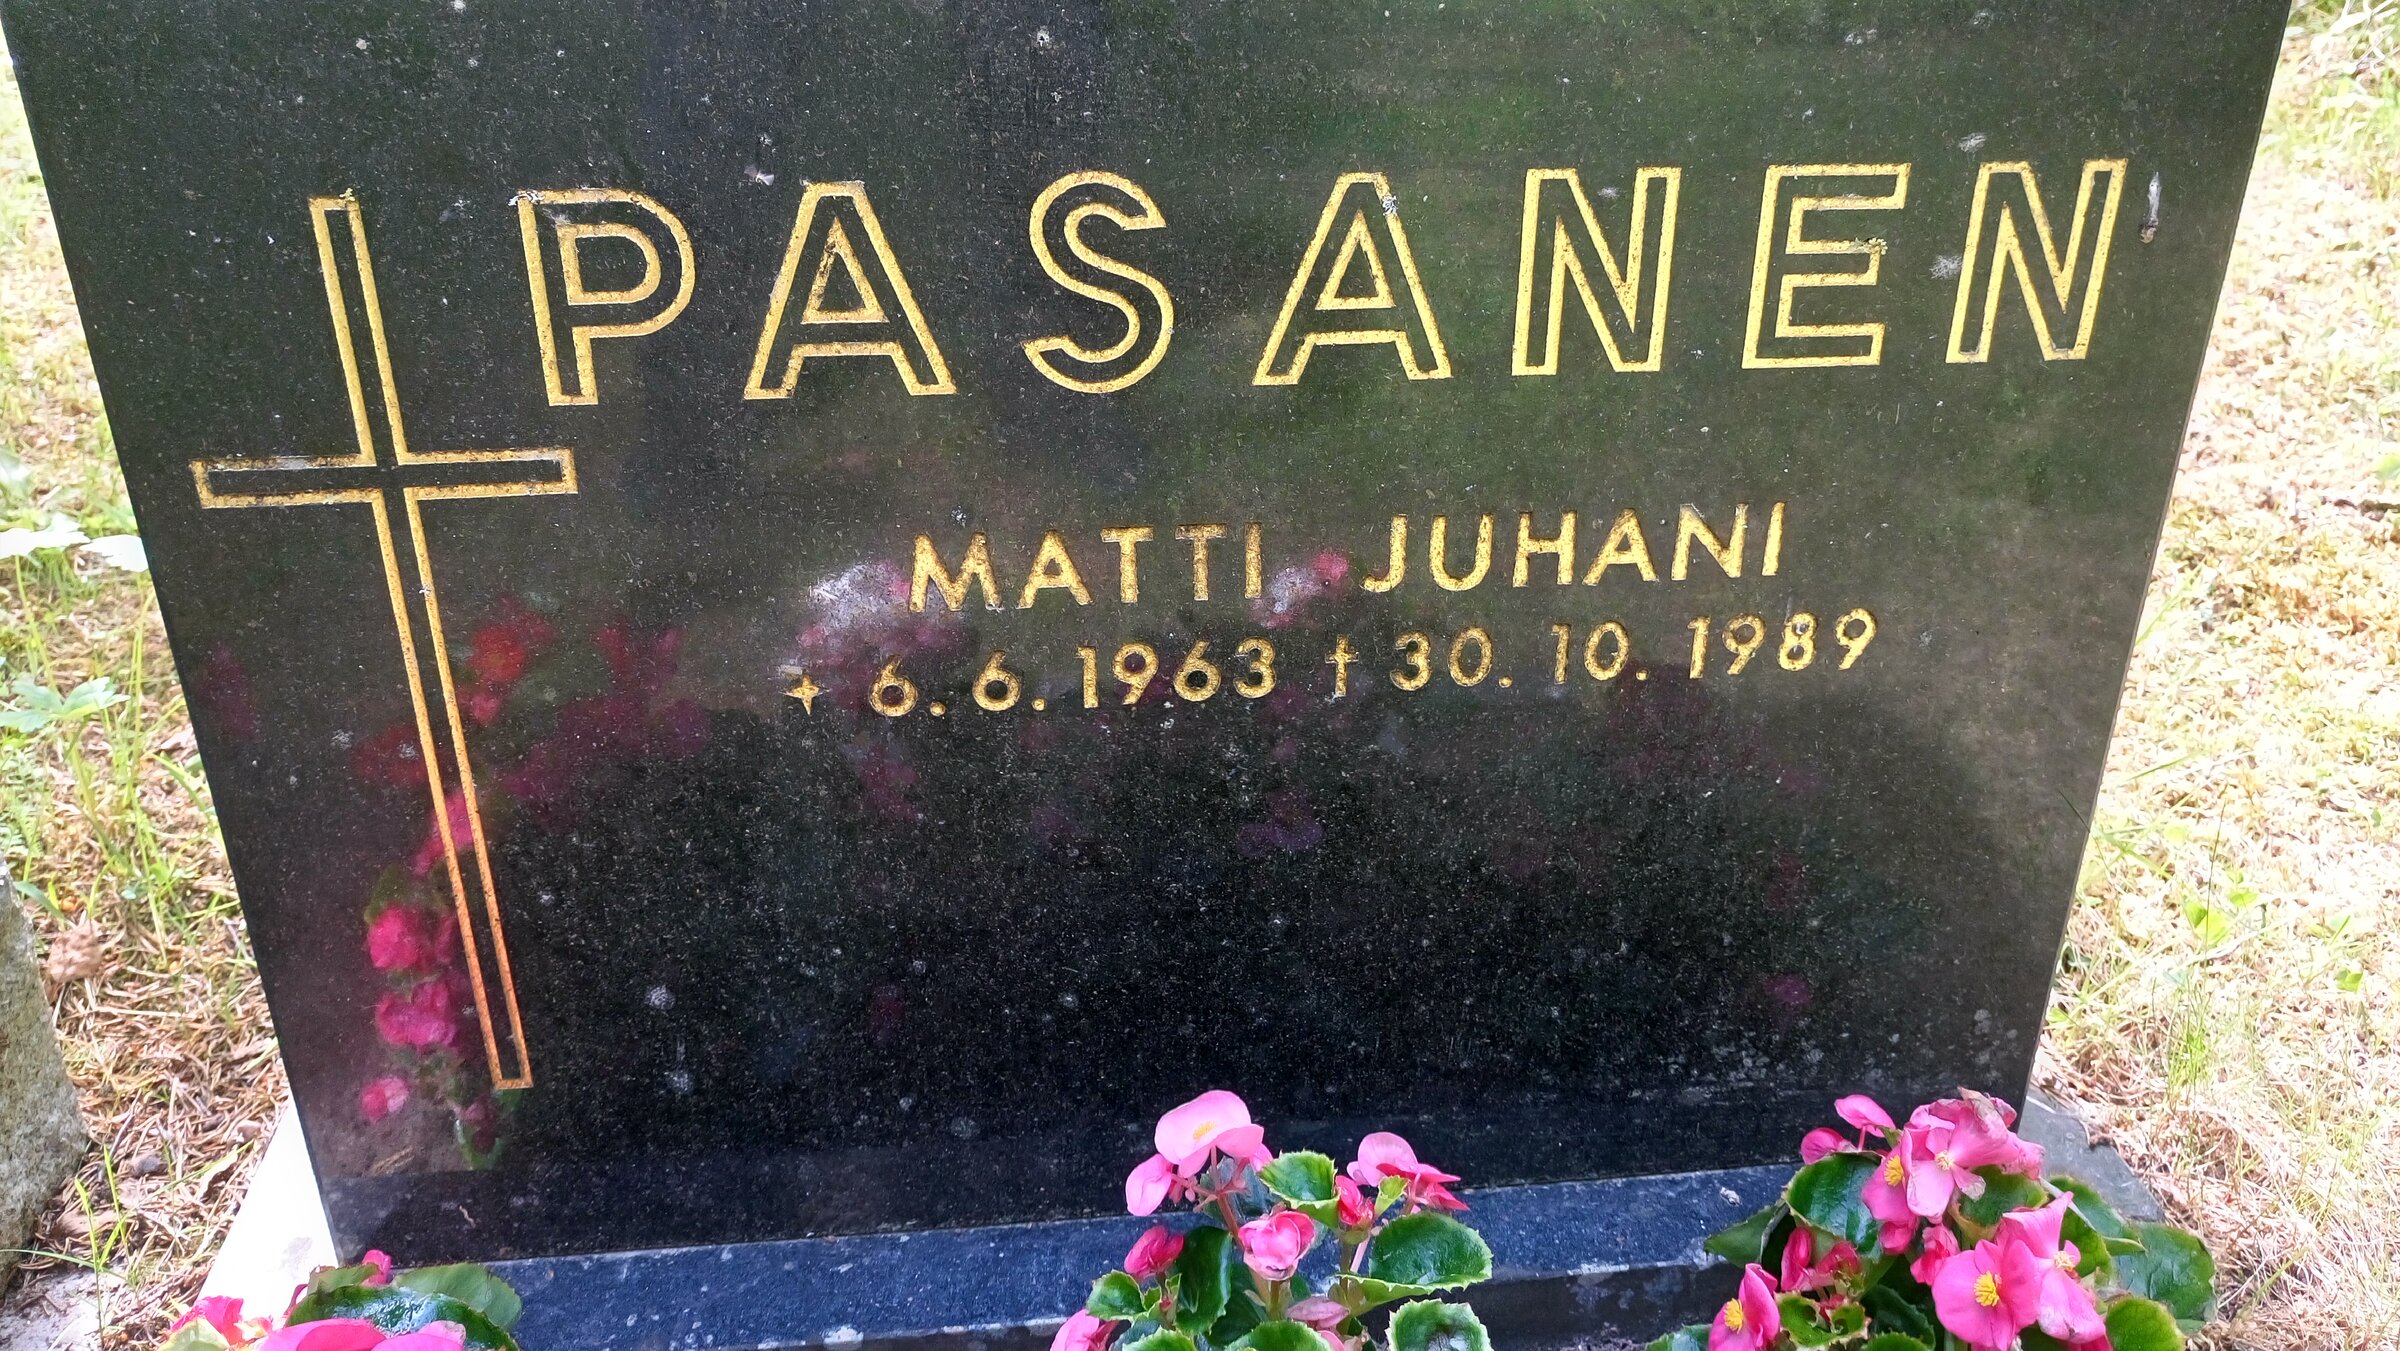 PASANEN
MATTI JUHANI
✦ 6.6.1963 † 30.10.1989